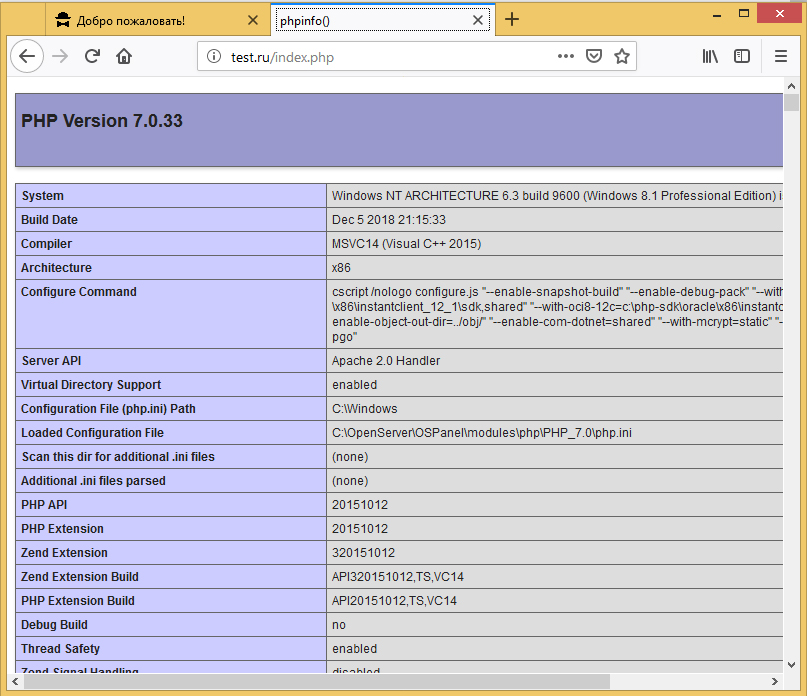 Добро пожаловать!
phpinfo()
test.ru/index.php
PHP Version 7.0.33
System Windows NT ARCHITECTURE 6.3 build 9600 (Windows 8.1 Professional Edition) i
Build Date Dec 5 2018 21:15:33
Compiler MSVC14 (Visual C++ 2015)
Architecture x86
Configure Command cscript /nologo configure.js "--enable-snapshot-build" "--enable-debug-pack" "--with
\x86\instantclient_12_1\sdk,shared" "--with-oci8-12c=c:\php-sdk\oracle\x86\instantc
enable-object-out-dir=../obj/" "--enable-com-dotnet=shared" "--with-mcrypt=static" "-
pgo"
Server API Apache 2.0 Handler
Virtual Directory Support enabled
Configuration File (php.ini) Path C:\Windows
Loaded Configuration File C:\OpenServer\OSPanel\modules\php\PHP_7.0\php.ini
Scan this dir for additional .ini files (none)
Additional .ini files parsed (none)
PHP API 20151012
PHP Extension 20151012
Zend Extension 320151012
Zend Extension Build API320151012,TS,VC14
PHP Extension Build API20151012,TS,VC14
Debug Build no
Thread Safety enabled
Zend Signal Handling disabled